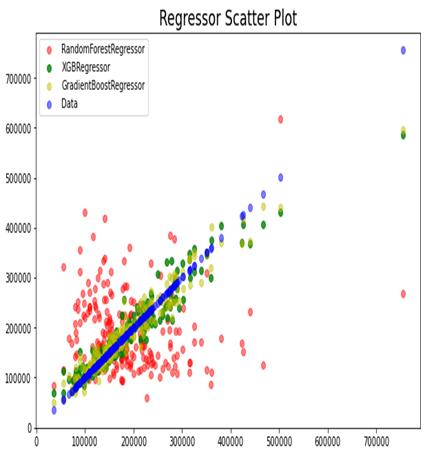 Regressor Scatter Plot
RandomForestRegressor
XGBRegressor
GradientBoostRegressor
Data
700000
600000
500000
400000
300000
200000
100000
0
0 100000 200000 300000 400000 500000 600000 700000